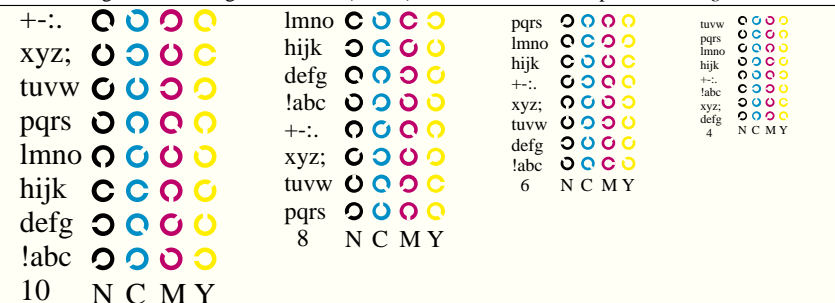 +-:.
xyz;
tuvw
pqrs
lmno
hijk
defg
!abc
10 N C M Y
lmno
hijk
defg
!abc
+-:.
xyz;
tuvw
pqrs
8 N C M Y
pqrs
lmno
hijk
+-:.
xyz;
tuvw
defg
!abc
6 N C M Y
tuvw
pqrs
lmno
hijk
+-:.
!abc
xyz;
defg
4 N C M Y